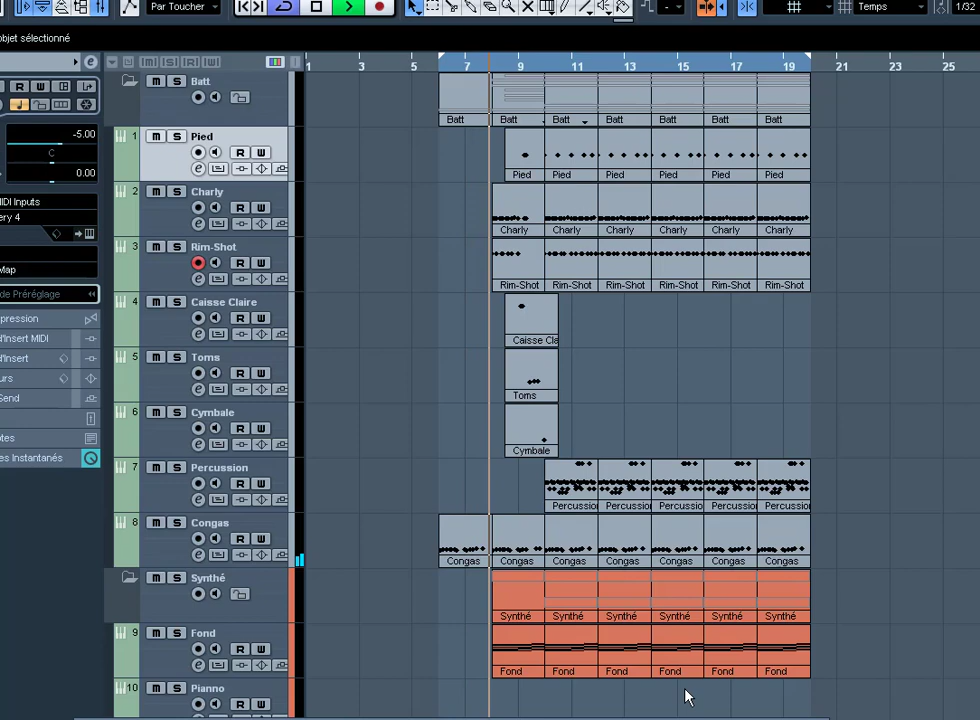 Par Toucher - Temps 1/32
objet sélectionné
1 3 5 7 9 11 13 15 17 19 21 23 25
R W
m S Batt
Batt Batt Batt Batt Batt Batt Batt
-5.00
C
0.00
1 m S Pied
R W
e
Pied Pied Pied Pied Pied Pied
2 m S Charly
R W
e
Charly Charly Charly Charly Charly Charly
IDI Inputs
ery 4
Map
de Préréglage
3 m S Rim-Shot
R W
e
Rim-Shot Rim-Shot Rim-Shot Rim-Shot Rim-Shot Rim-Shot
pression
d'Insert MIDI
d'Insert
urs
Send
otes
es Instantanés
4 m S Caisse Claire
R W
e
Caisse Cla
5 m S Toms
R W
e
Toms
6 m S Cymbale
R W
e
Cymbale
7 m S Percussion
R W
e
Percussio Percussio Percussio Percussio Percussio
8 m S Congas
R W
e
Congas Congas Congas Congas Congas Congas Congas
m S Synthé
Synthé Synthé Synthé Synthé Synthé Synthé
9 m S Fond
R W
e
Fond Fond Fond Fond Fond Fond
10 m S Pianno